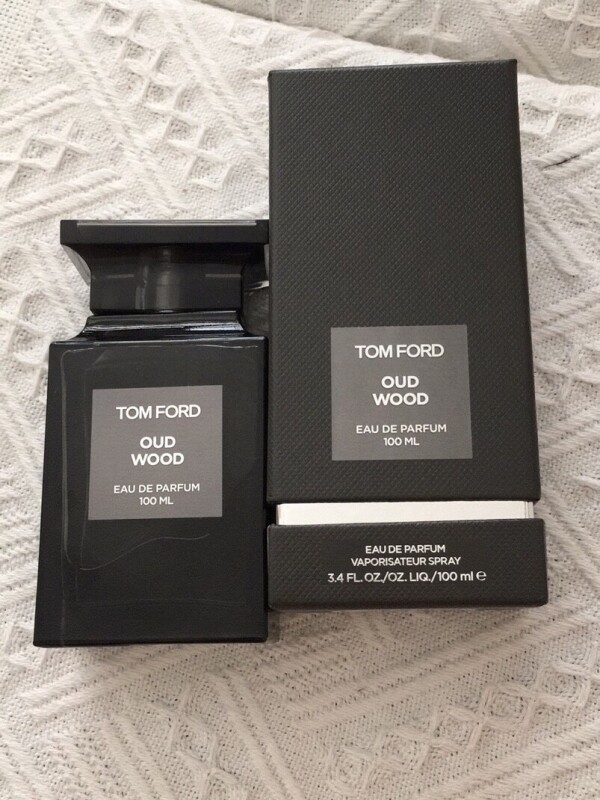 TOM FORD
OUD
WOOD
EAU DE PARFUM
100 ML
TOM FORD
OUD
WOOD
EAU DE PARFUM
100 ML
EAU DE PARFUM
VAPORISATEUR SPRAY
3.4 FL. OZ./OZ. LIQ./100 ml ℮